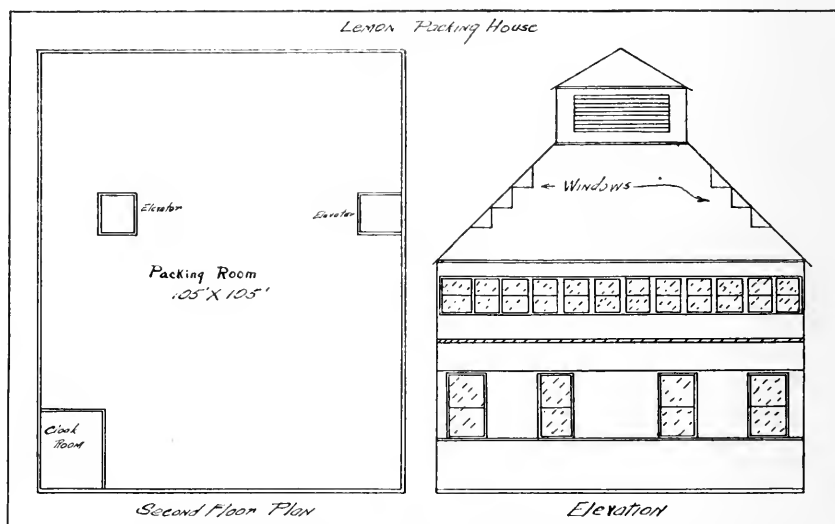 Lemon Packing House
Elevator
Elevator
Packing Room
105' X 105'
Cloak
Room
Second Floor Plan
Windows
Elevation